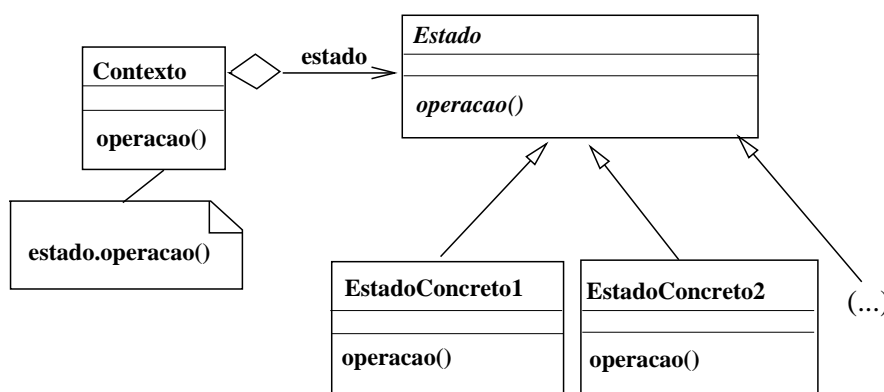 Contexto
operacao()
estado.operacao()
estado
Estado
operacao()
EstadoConcreto1
operacao()
EstadoConcreto2
operacao()
(...)